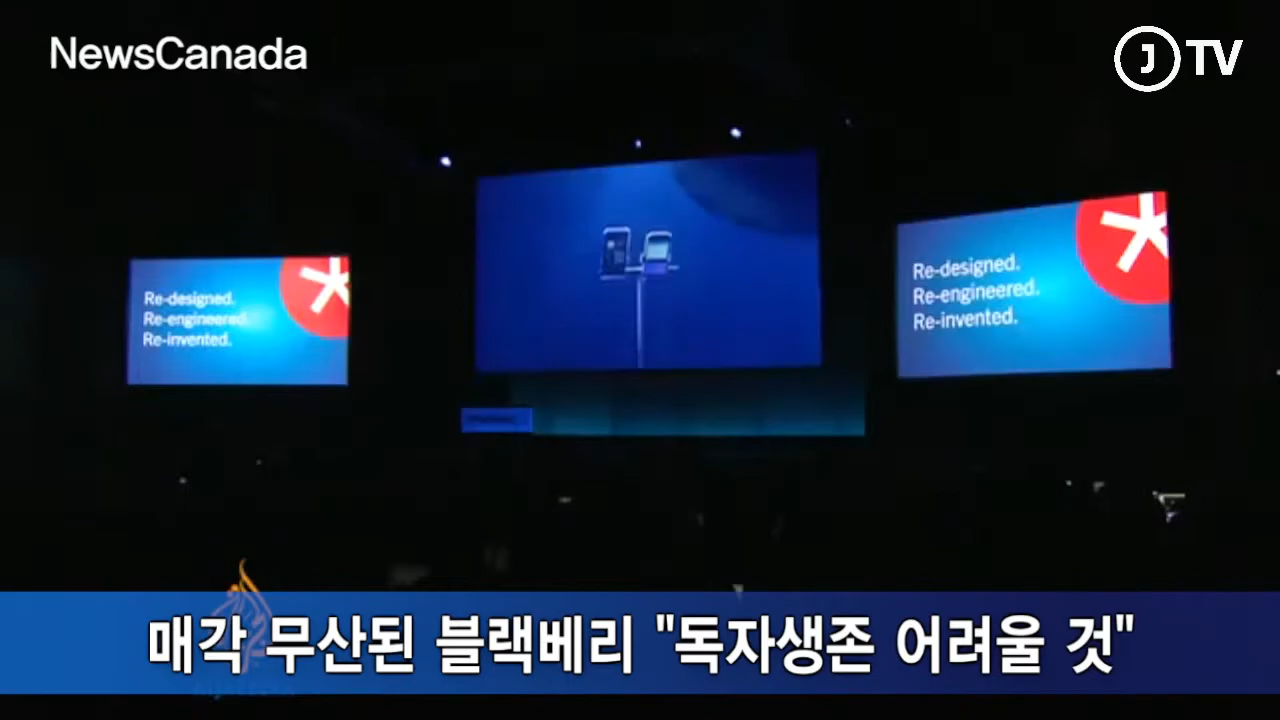 NewsCanada
J TV
Re-designed.
Re-engineered.
Re-invented.
Re-designed.
Re-engineered.
Re-invented.
매각 무산된 블랙베리 "독자생존 어려울 것"